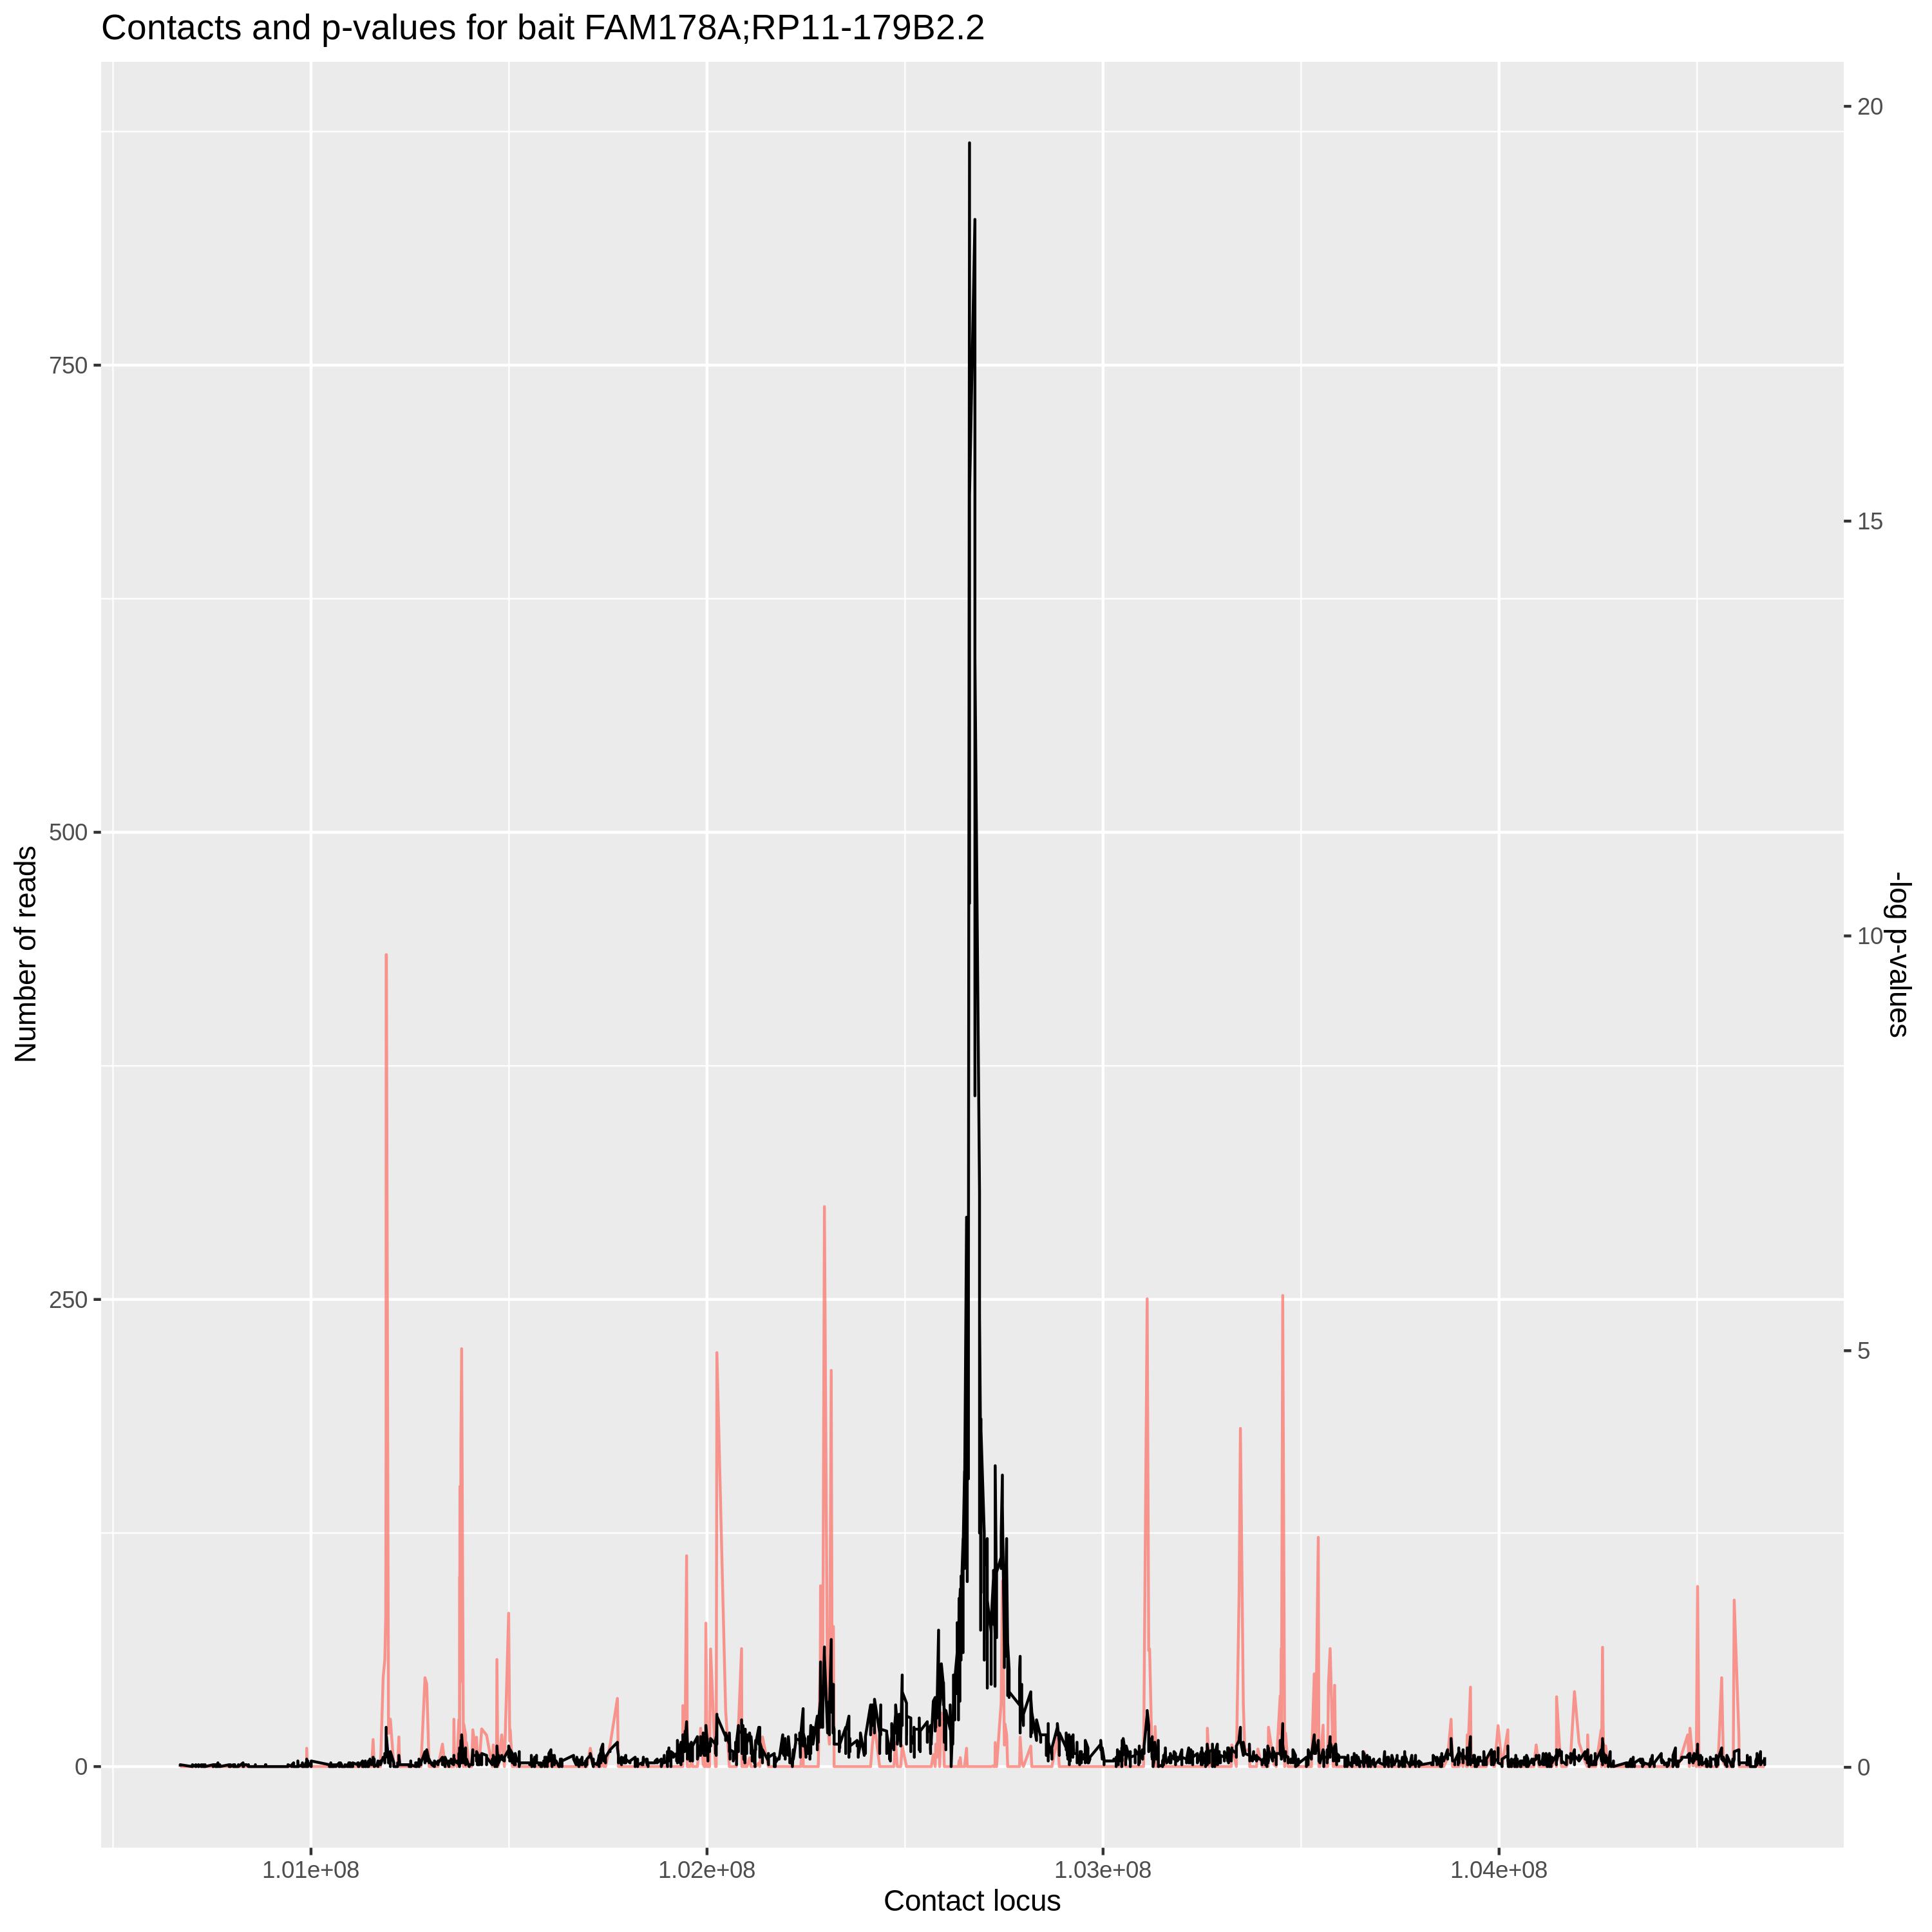 Contacts and p-values for bait FAM178A;RP11-179B2.2
Number of reads
750
500
250
0
20
15
10
5
0
-log p-values
1.01e+08 1.02e+08 1.03e+08 1.04e+08
Contact locus